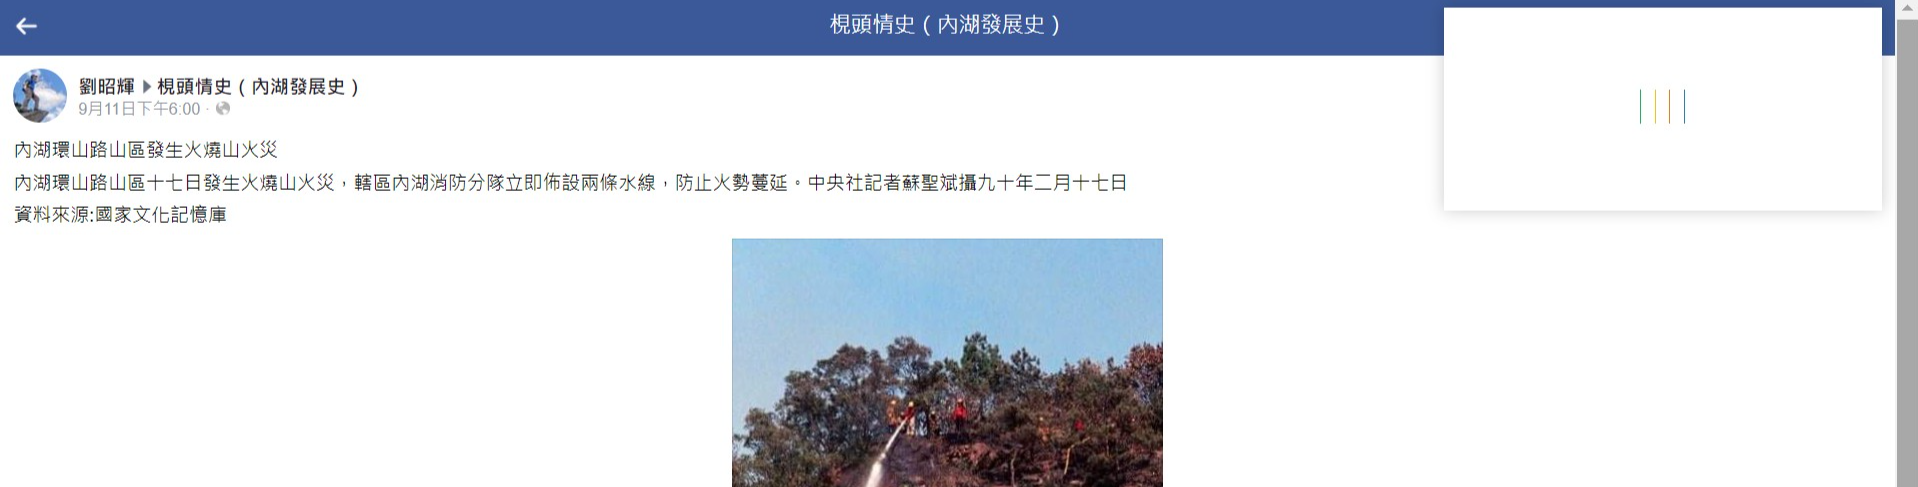 梘頭情史（內湖發展史）
劉昭輝 ▶ 梘頭情史（內湖發展史）
9月11日下午6:00 ·
內湖環山路山區發生火燒山火災
內湖環山路山區十七日發生火燒山火災，轄區內湖消防分隊立即佈設兩條水線，防止火勢蔓延。中央社記者蘇聖斌攝九十年二月十七日
資料來源:國家文化記憶庫